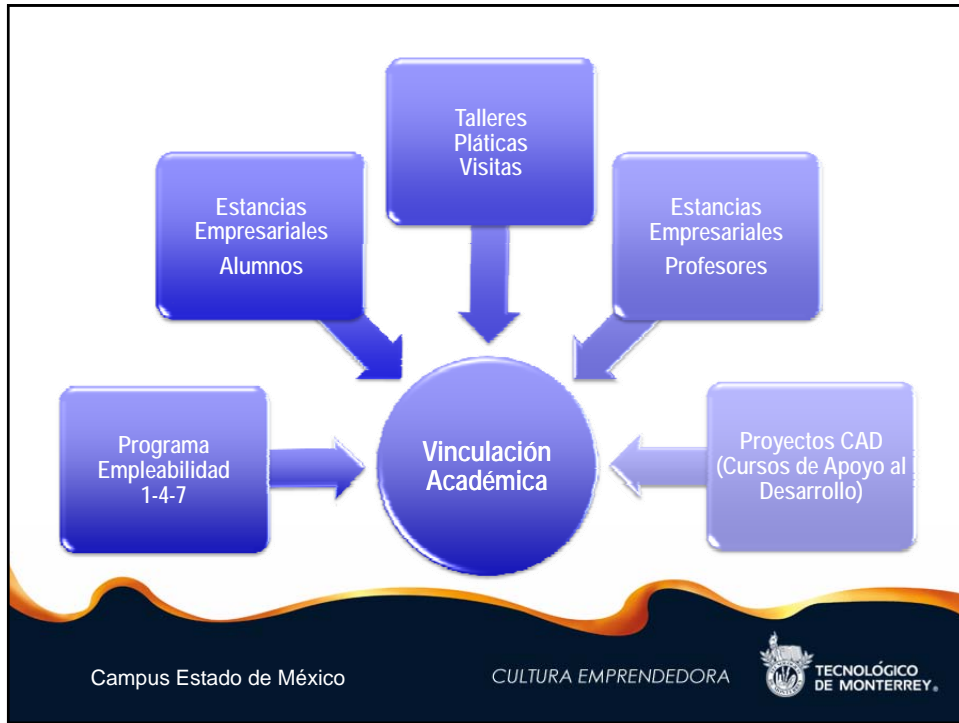 Talleres
Pláticas
Visitas
Estancias
Empresariales
Alumnos
Estancias
Empresariales
Profesores
Programa
Empleabilidad
1-4-7
Vinculación
Académica
Proyectos CAD
(Cursos de Apoyo al
Desarrollo)
Campus Estado de México
CULTURA EMPRENDEDORA
TECNOLÓGICO
DE MONTERREY®